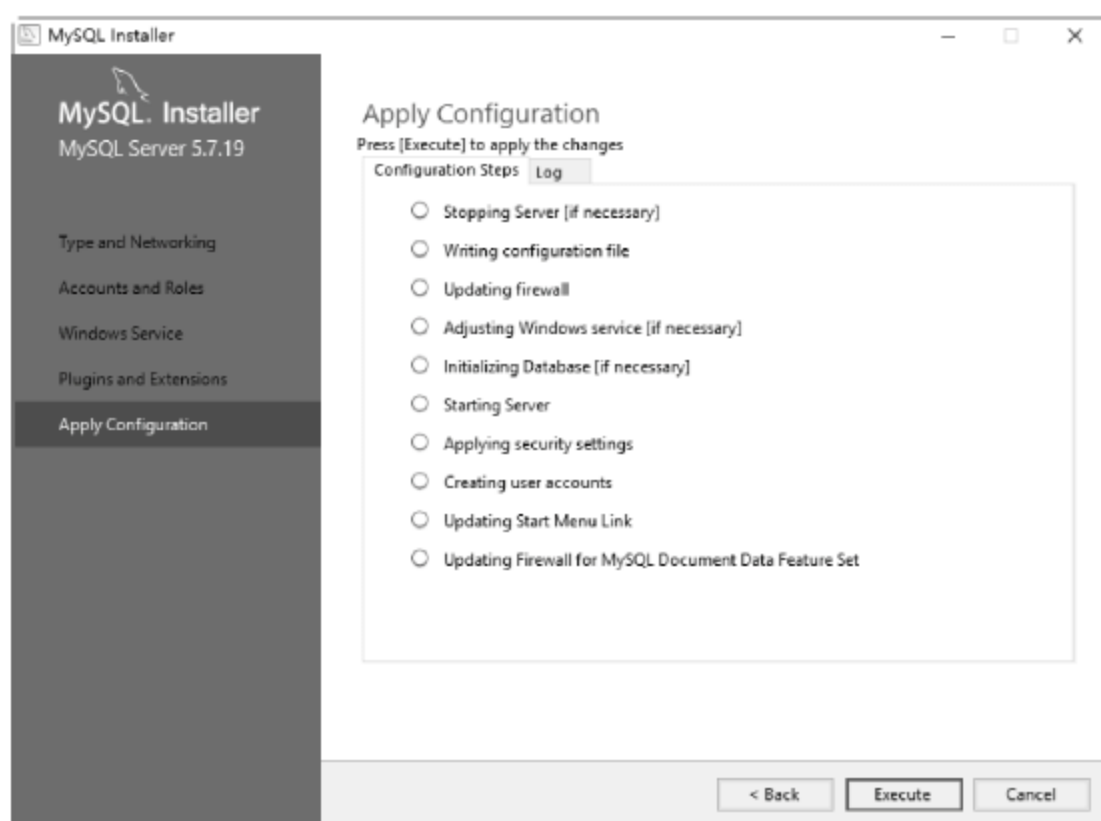 MySQL Installer
MySQL. Installer
MySQL Server 5.7.19
Type and Networking
Accounts and Roles
Windows Service
Plugins and Extensions
Apply Configuration
Apply Configuration
Press [Execute] to apply the changes
Configuration Steps Log
Stopping Server [if necessary]
Writing configuration file
Updating firewall
Adjusting Windows service [if necessary]
Initializing Database [if necessary]
Starting Server
Applying security settings
Creating user accounts
Updating Start Menu Link
Updating Firewall for MySQL Document Data Feature Set
< Back Execute Cancel